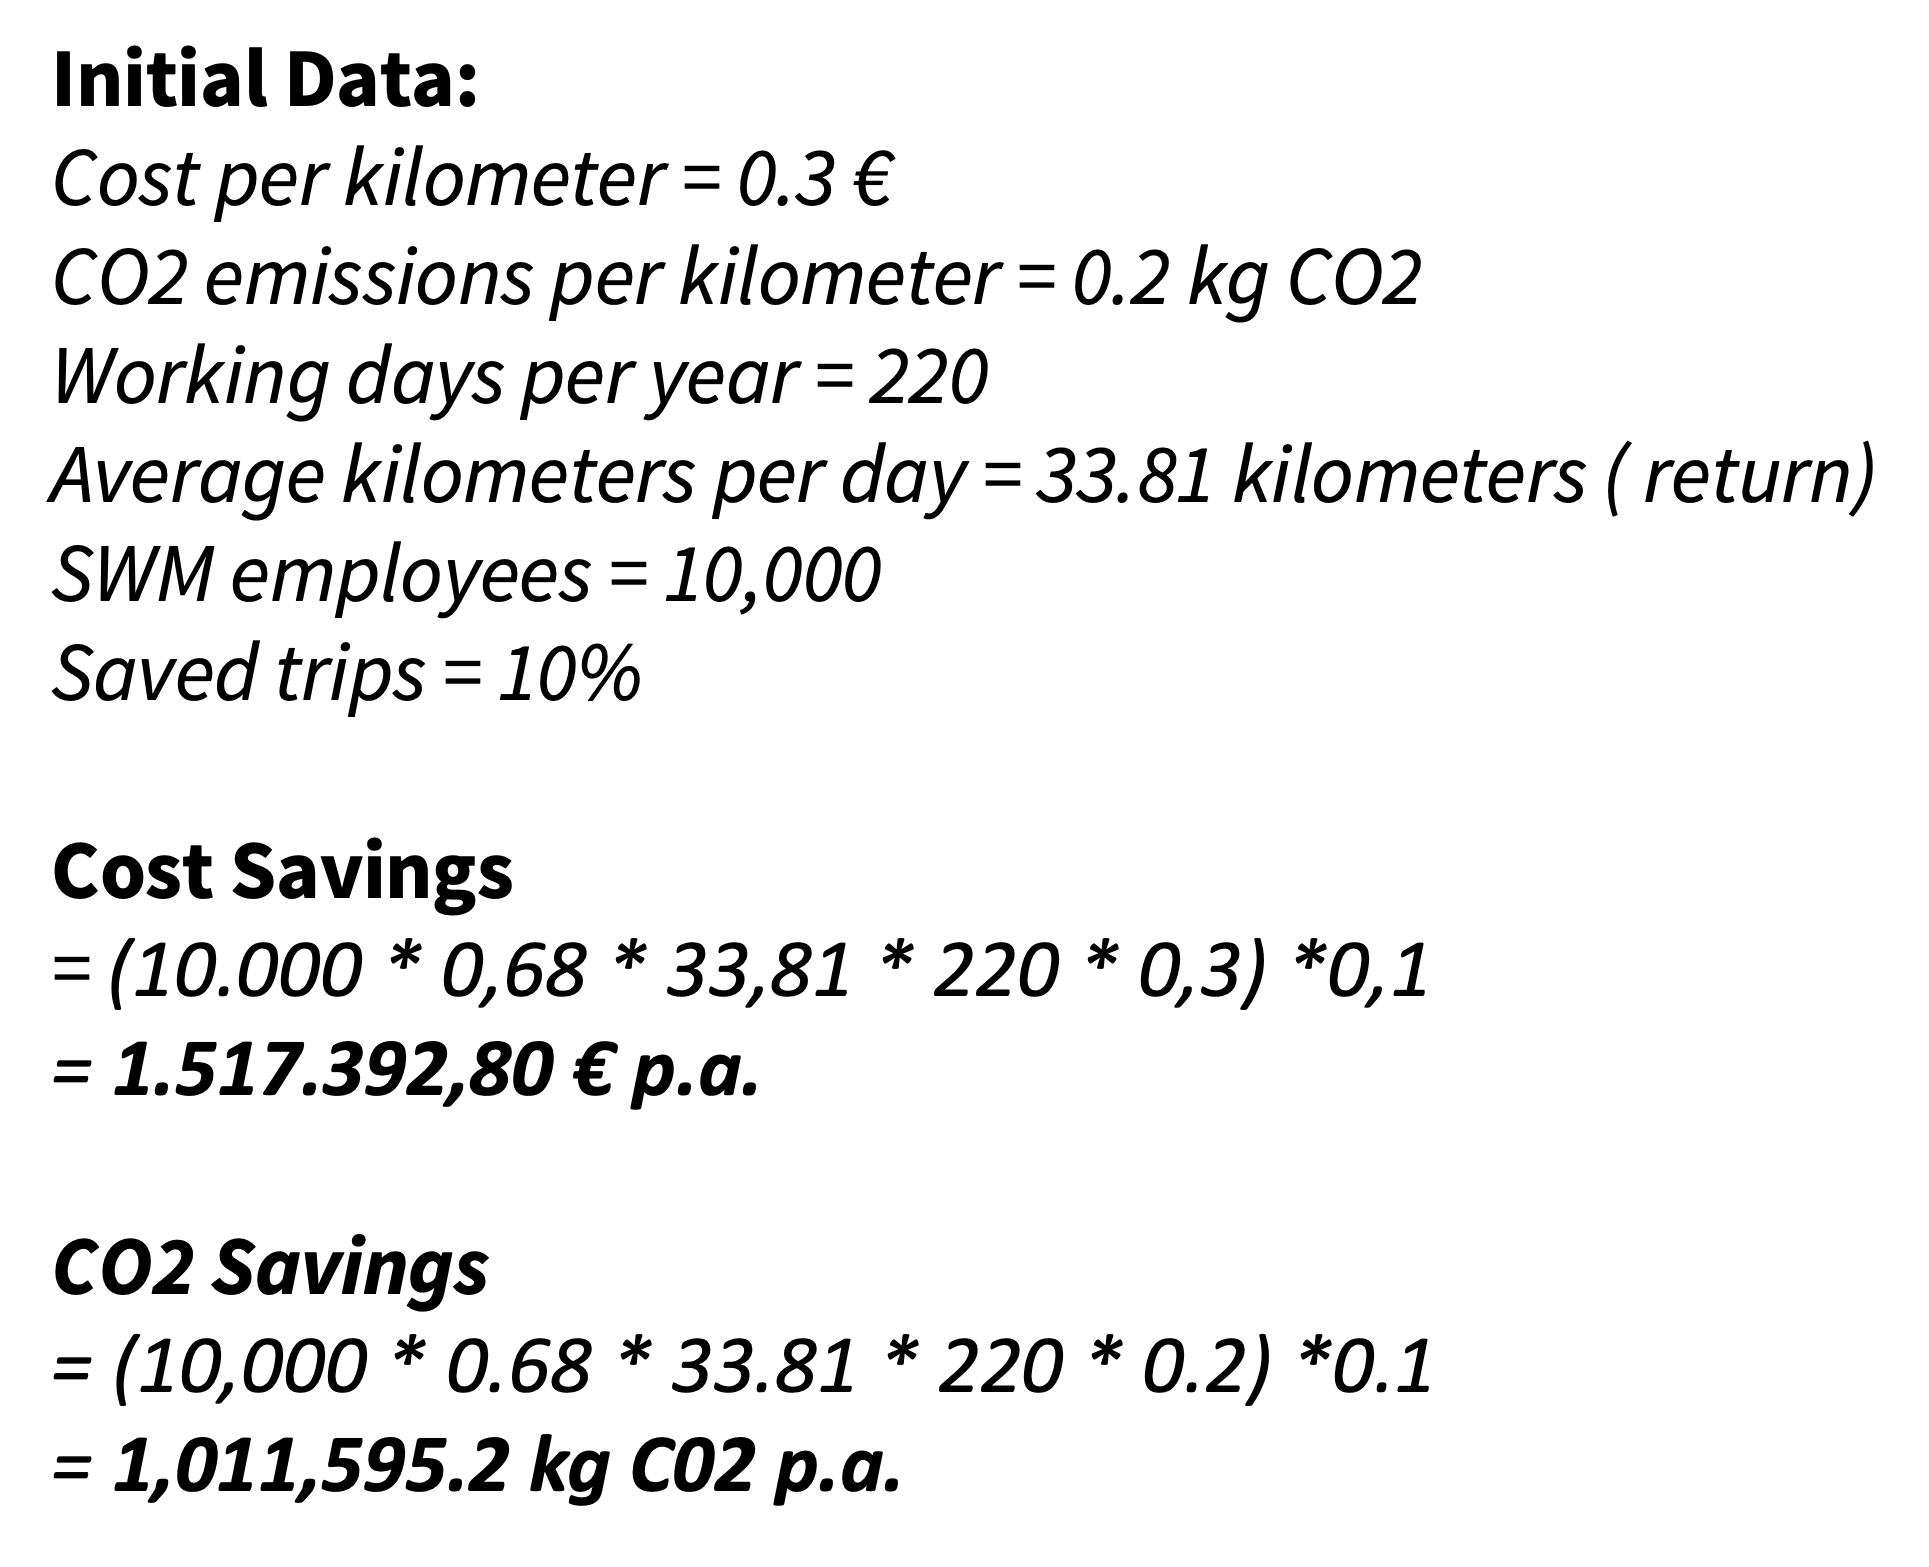 Initial Data:
Cost per kilometer = 0.3 €
CO2 emissions per kilometer = 0.2 kg CO2
Working days per year = 220
Average kilometers per day = 33.81 kilometers ( return)
SWM employees = 10,000
Saved trips = 10%
Cost Savings
= (10.000 * 0,68 * 33,81 * 220 * 0,3) *0,1
= 1.517.392,80 € p.a.
CO2 Savings
= (10,000 * 0.68 * 33.81 * 220 * 0.2) *0.1
= 1,011,595.2 kg C02 p.a.